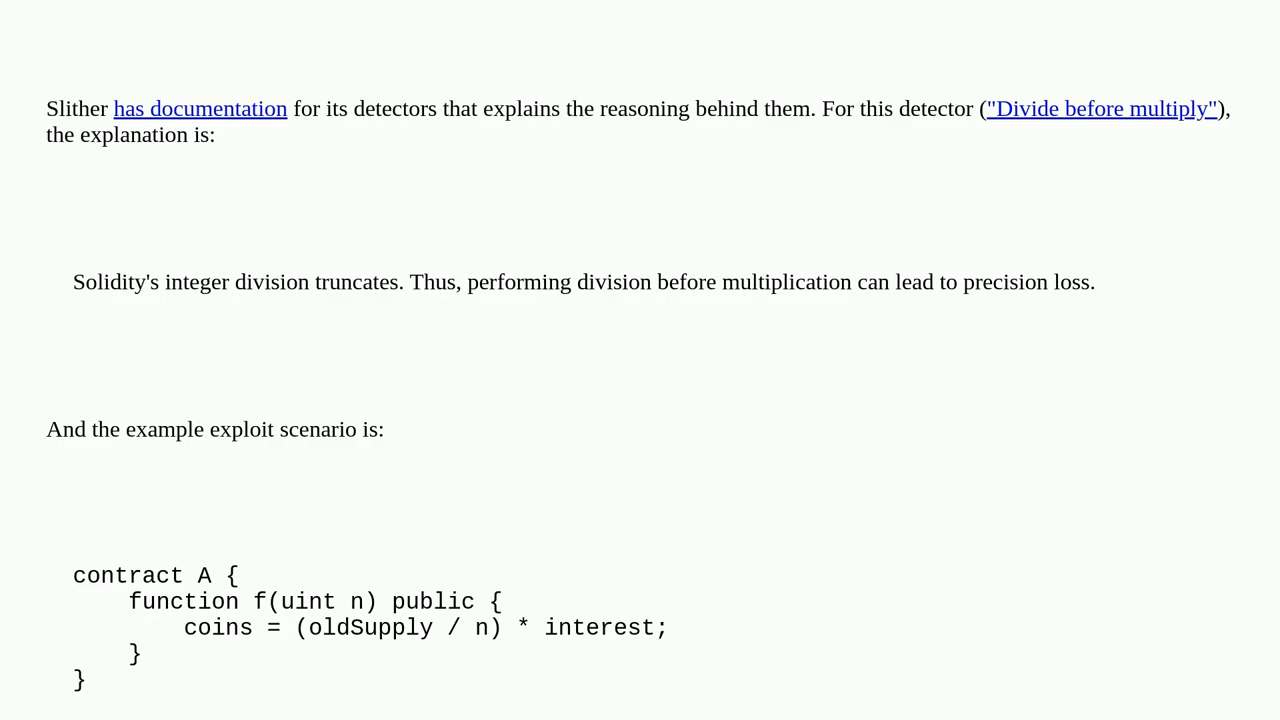 Slither has documentation for its detectors that explains the reasoning behind them. For this detector ("Divide before multiply"),
the explanation is:
Solidity's integer division truncates. Thus, performing division before multiplication can lead to precision loss.
And the example exploit scenario is:
contract A {
    function f(uint n) public {
        coins = (oldSupply / n) * interest;
    }
}